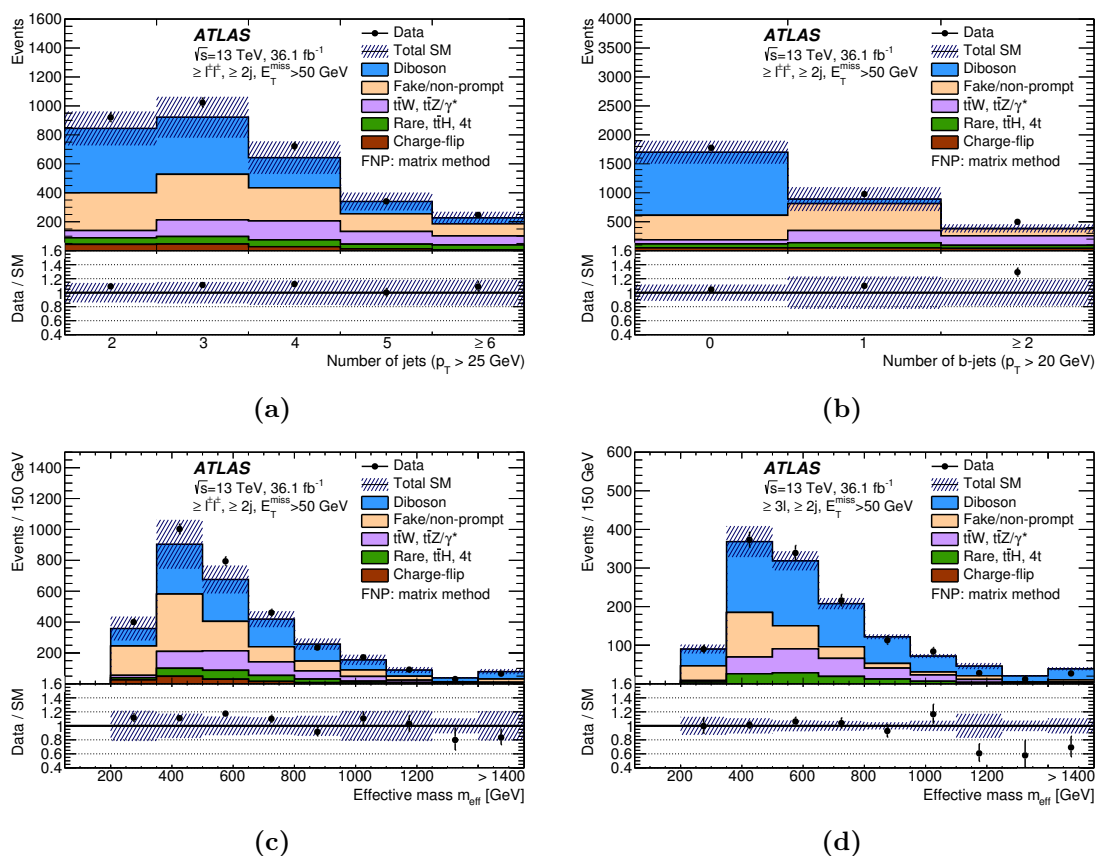 (a)
Events
1600
1400
1200
1000
800
600
400
200
ATLAS
√s=13 TeV, 36.1 fb⁻¹
≥ l±l±, ≥ 2j, E_T^miss>50 GeV
Data
Total SM
Diboson
Fake/non-prompt
tt̄W, tt̄Z/γ*
Rare, tt̄H, 4t
Charge-flip
FNP: matrix method
Data / SM
1.6
1.4
1.2
1
0.8
0.6
0.4
2 3 4 5 ≥ 6
Number of jets (p_T > 25 GeV)
(b)
Events
4000
3500
3000
2500
2000
1500
1000
500
ATLAS
√s=13 TeV, 36.1 fb⁻¹
≥ l±l±, ≥ 2j, E_T^miss>50 GeV
Data
Total SM
Diboson
Fake/non-prompt
tt̄W, tt̄Z/γ*
Rare, tt̄H, 4t
Charge-flip
FNP: matrix method
Data / SM
1.6
1.4
1.2
1
0.8
0.6
0.4
0 1 ≥ 2
Number of b-jets (p_T > 20 GeV)
(a)
(b)
Events / 150 GeV
1400
1200
1000
800
600
400
200
ATLAS
√s=13 TeV, 36.1 fb⁻¹
≥ l±l±, ≥ 2j, E_T^miss>50 GeV
Data
Total SM
Diboson
Fake/non-prompt
tt̄W, tt̄Z/γ*
Rare, tt̄H, 4t
Charge-flip
FNP: matrix method
Data / SM
1.6
1.4
1.2
1
0.8
0.6
0.4
200 400 600 800 1000 1200 > 1400
Effective mass m_eff [GeV]
Events / 150 GeV
600
500
400
300
200
100
ATLAS
√s=13 TeV, 36.1 fb⁻¹
≥ 3l, ≥ 2j, E_T^miss>50 GeV
Data
Total SM
Diboson
Fake/non-prompt
tt̄W, tt̄Z/γ*
Rare, tt̄H, 4t
Charge-flip
FNP: matrix method
Data / SM
1.6
1.4
1.2
1
0.8
0.6
0.4
200 400 600 800 1000 1200 > 1400
Effective mass m_eff [GeV]
(c)
(d)